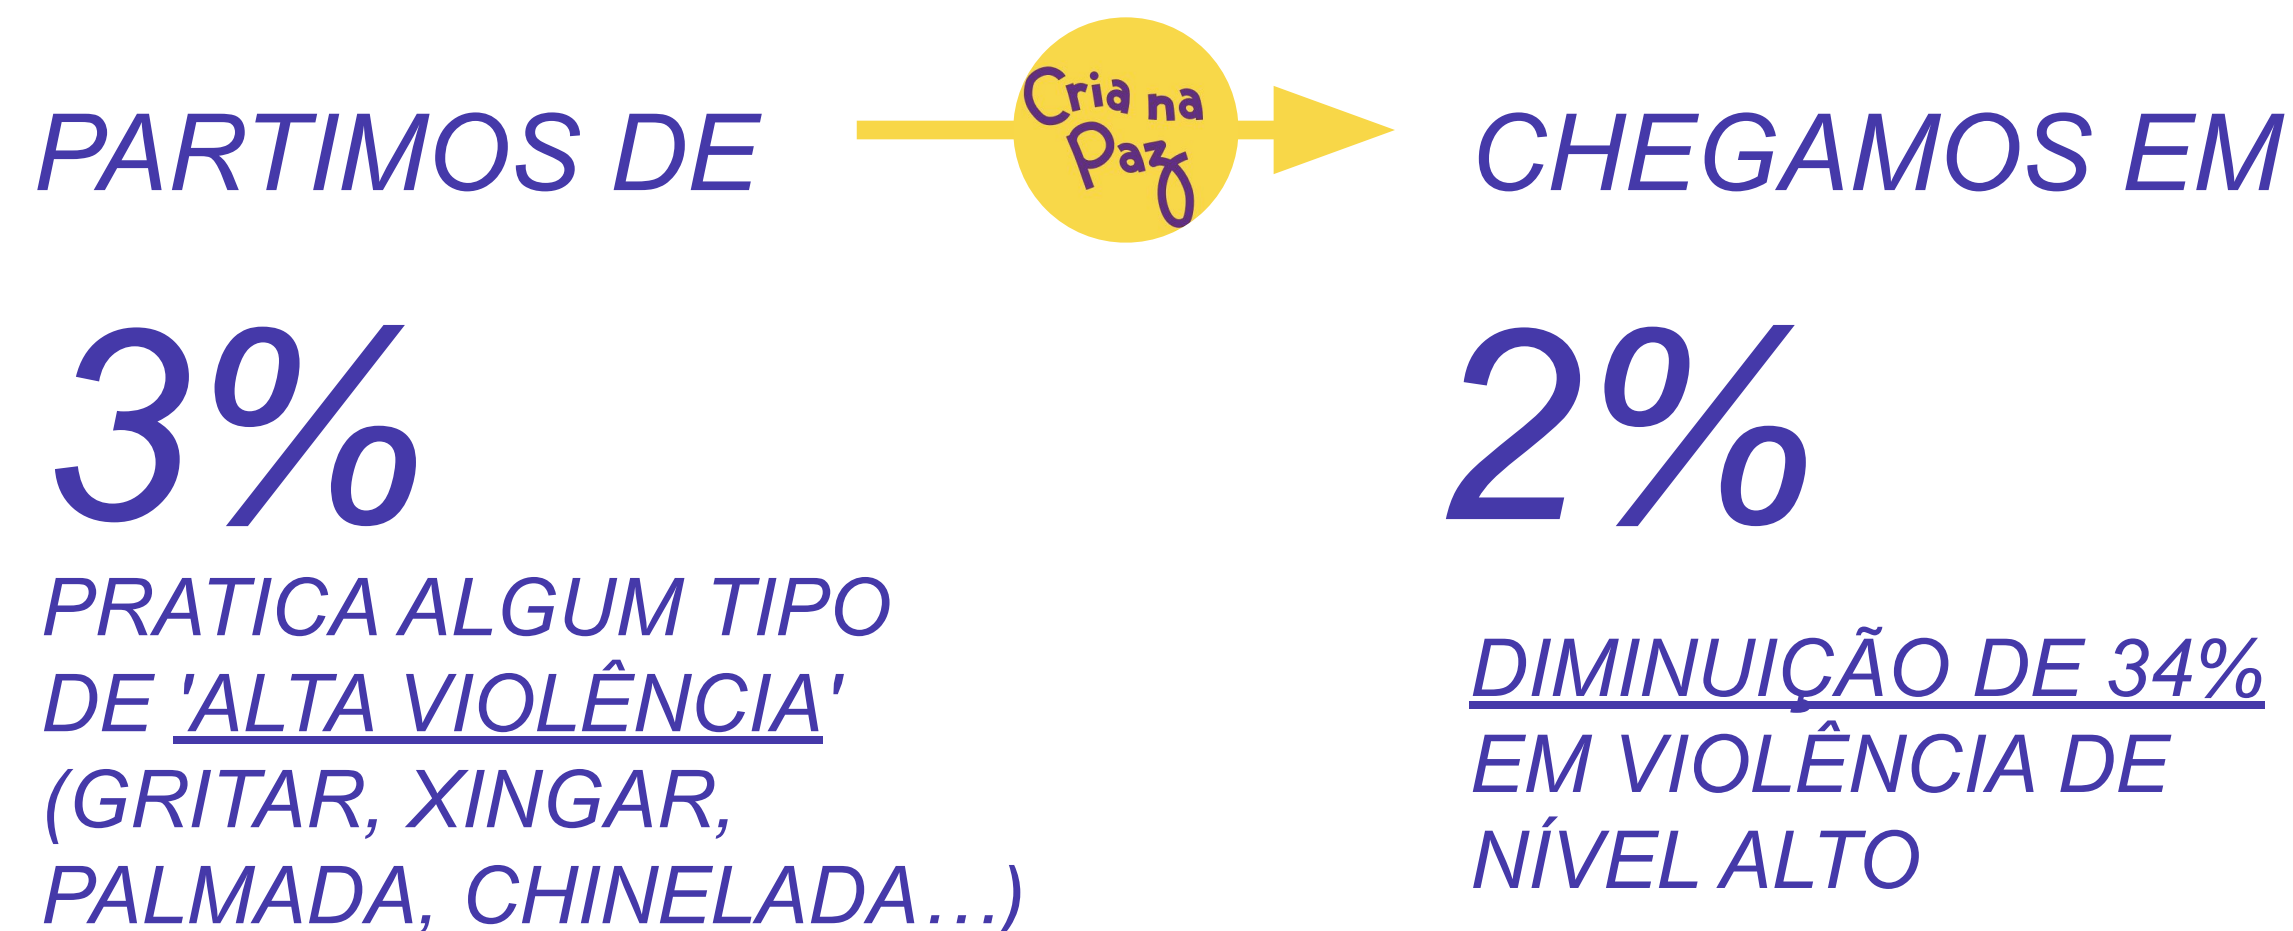 PARTIMOS DE
Cria na
Paz
CHEGAMOS EM
3%
PRATICA ALGUM TIPO
DE 'ALTA VIOLÊNCIA'
(GRITAR, XINGAR,
PALMADA, CHINELADA…)
2%
DIMINUIÇÃO DE 34%
EM VIOLÊNCIA DE
NÍVEL ALTO